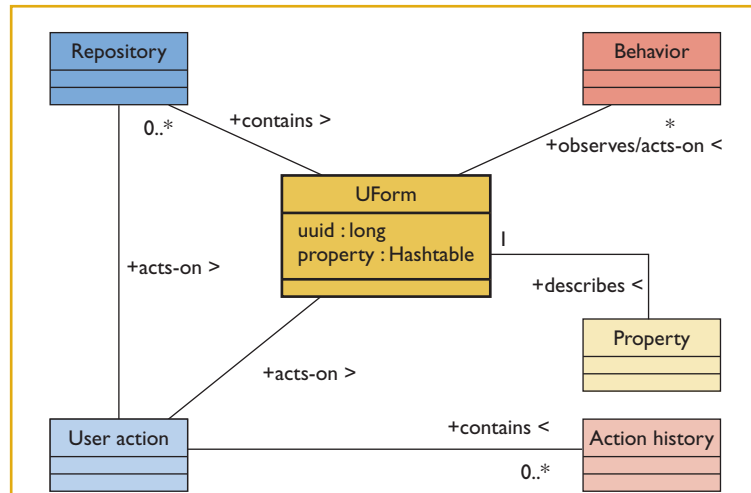 Repository
Behavior
0..*
+contains >
*
+observes/acts-on <
UForm
uuid : long
property : Hashtable
1
+acts-on >
+describes <
Property
+acts-on >
User action
+contains <
0..*
Action history